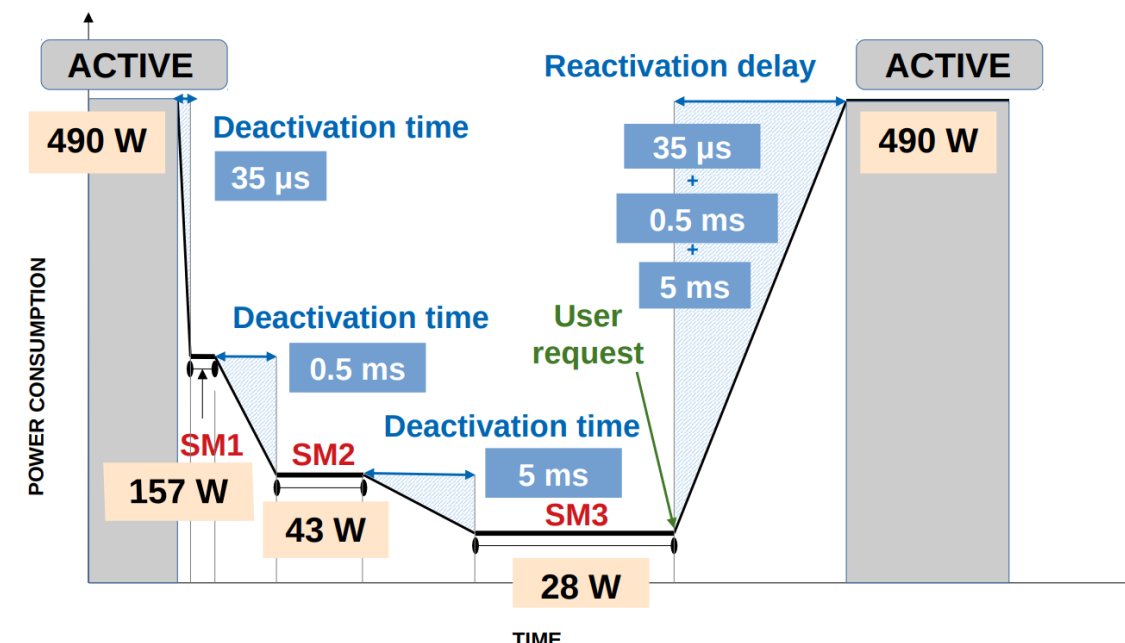 ACTIVE
Reactivation delay
ACTIVE
490 W
Deactivation time
35 µs
35 µs
+
0.5 ms
+
5 ms
490 W
POWER CONSUMPTION
Deactivation time
0.5 ms
User
request
Deactivation time
5 ms
SM1
157 W
SM2
43 W
SM3
28 W
TIME